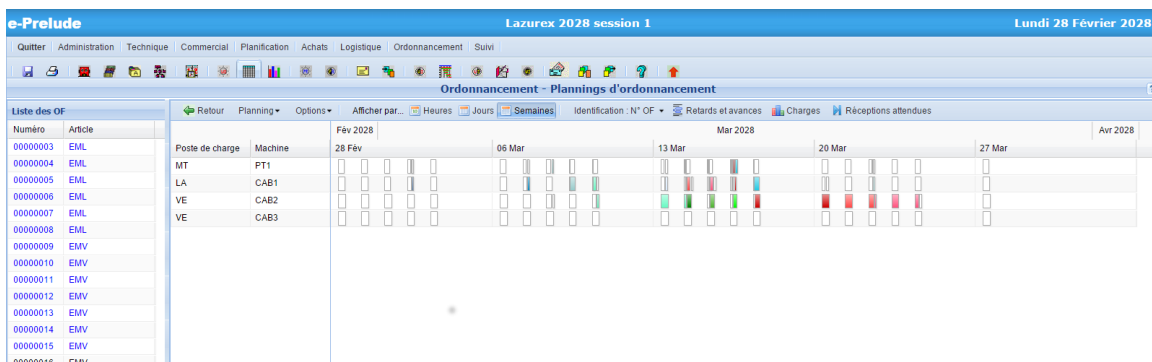 e-Prelude Lazurex 2028 session 1 Lundi 28 Février 2028
Quitter Administration Technique Commercial Planification Achats Logistique Ordonnancement Suivi
Ordonnancement - Plannings d'ordonnancement
Liste des OF Retour Planning Options Afficher par... Heures Jours Semaines Identification : N° OF Retards et avances Charges Réceptions attendues
Numéro Article Fév 2028 Mar 2028 Avr 2028
00000003 EML Poste de charge Machine 28 Fév 06 Mar 13 Mar 20 Mar 27 Mar
00000004 EML MT PT1
00000005 EML LA CAB1
00000006 EML VE CAB2
00000007 EML VE CAB3
00000008 EML
00000009 EMV
00000010 EMV
00000011 EMV
00000012 EMV
00000013 EMV
00000014 EMV
00000015 EMV
00000016 EMV